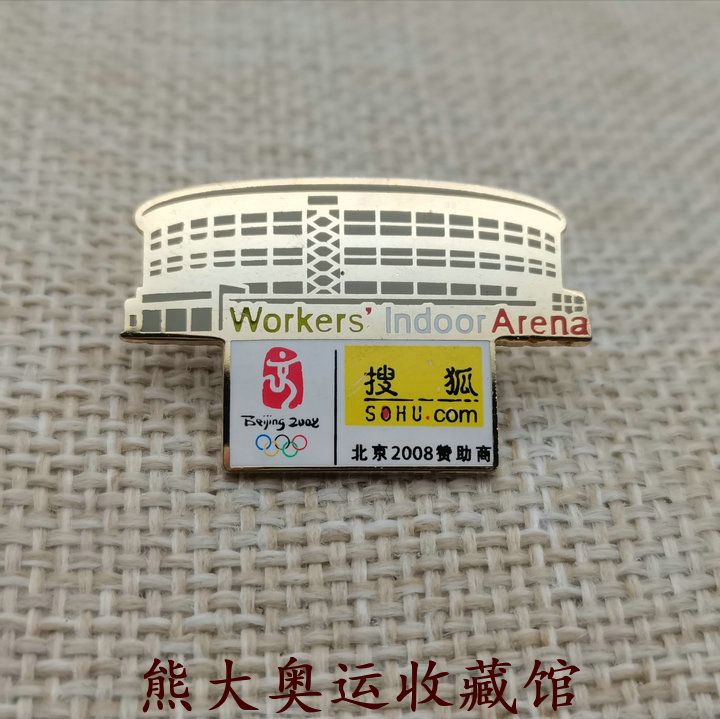 Workers' Indoor Arena
Beijing 2008
搜狐
SOHU.com
北京2008赞助商
熊大奥运收藏馆